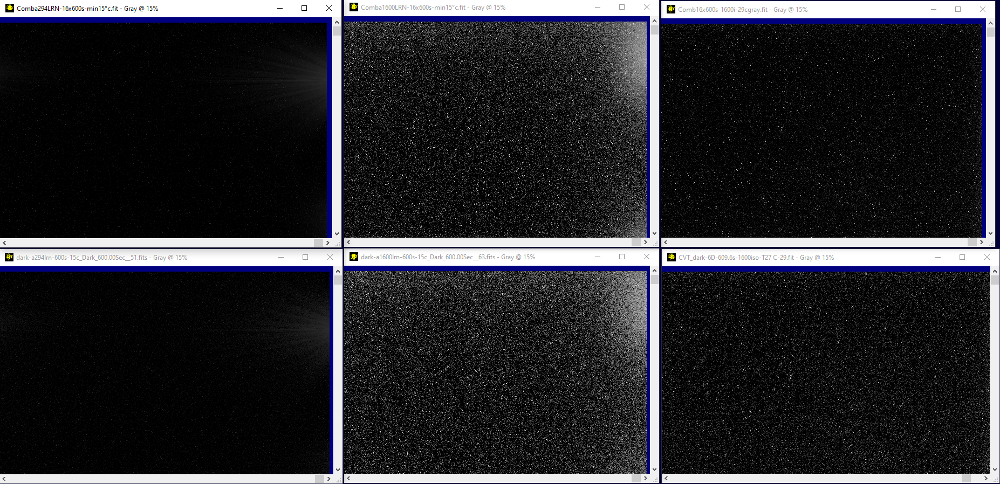 Comba294LRN-16x600s-min15°c.fit - Gray @ 15%
Comba1600LRN-16x600s-min15°c.fit - Gray @ 15%
Comb16x600s-1600i-29cgray.fit - Gray @ 15%
dark-a294lrn-600s-15c_Dark_600.00Sec__51.fits - Gray @ 15%
dark-a1600lrn-600s-15c_Dark_600.00Sec__63.fits - Gray @ 15%
CVT_dark-6D-609.6s-1600iso-T27 C-29.fit - Gray @ 15%